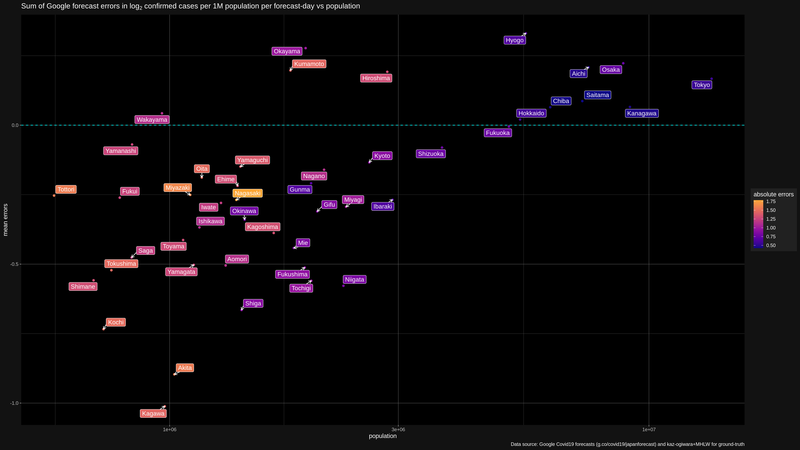 Sum of Google forecast errors in log₂ confirmed cases per 1M population per forecast-day vs population
Hyogo
Okayama
Kumamoto
Hiroshima
Aichi
Osaka
Tokyo
Saitama
Chiba
Hokkaido
Kanagawa
Wakayama
0.0
Fukuoka
Yamanashi
Kyoto
Shizuoka
Yamaguchi
Oita
Ehime
Nagano
Tottori
Fukui
Miyazaki
Nagasaki
Gunma
Miyagi
Gifu
Ibaraki
Iwate
Okinawa
Ishikawa
Kagoshima
Mie
Toyama
Saga
Aomori
-0.5
Tokushima
Yamagata
Fukushima
Niigata
Shimane
Tochigi
Shiga
Kochi
Akita
-1.0
Kagawa
mean errors
1e+06
3e+06
1e+07
population
absolute errors
1.75
1.50
1.25
1.00
0.75
0.50
Data source: Google Covid19 forecasts (g.co/covid19/japanforecast) and kaz-ogiwara+MHLW for ground-truth